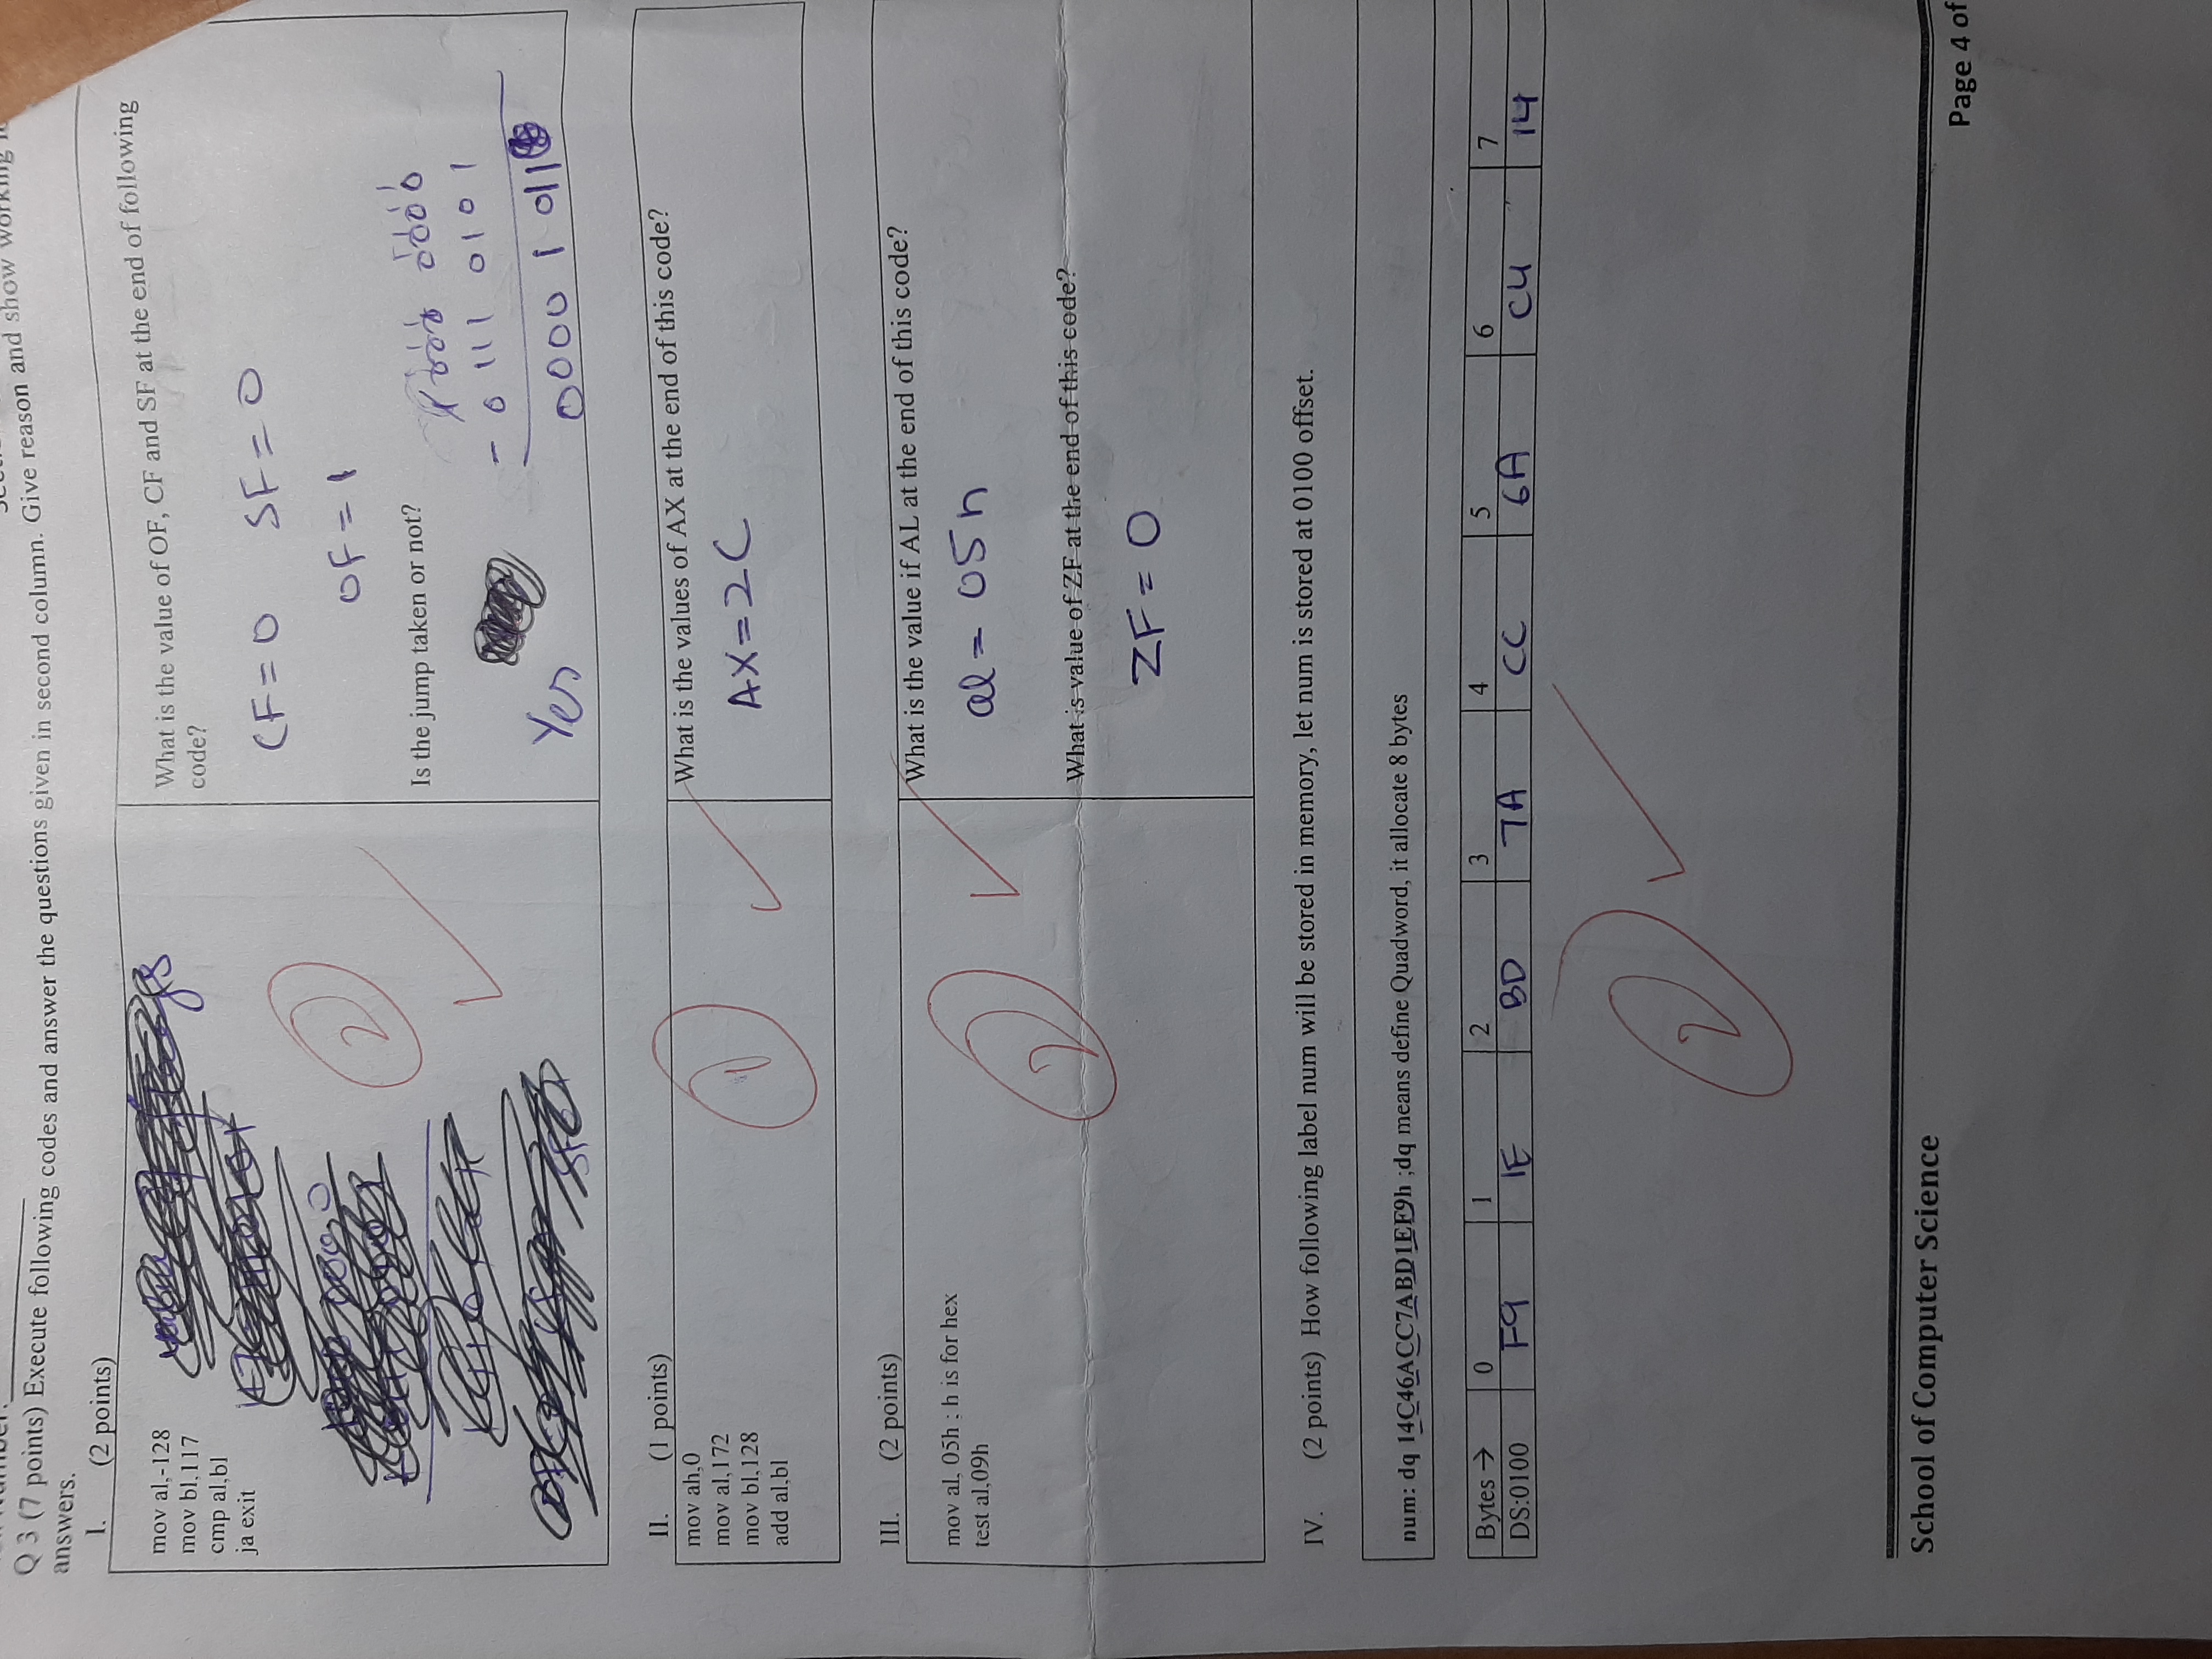 Q 3 (7 points) Execute following codes and answer the questions given in second column. Give reason and show working
answers.
I. (2 points)
mov al,-128
mov bl,117
cmp al,bl
ja exit
2
What is the value of OF, CF and SF at the end of following
code?
CF = 0 SF = 0
OF = 1
Is the jump taken or not?
Yes
- 0111 0101
0000 1011
II. (1 points)
mov ah,0
mov al,172
mov bl,128
add al,bl
1
What is the values of AX at the end of this code?
AX = 2C
III. (2 points)
mov al, 05h ; h is for hex
test al,09h
2
What is the value if AL at the end of this code?
al = 05h
What is value of ZF at the end of this code?
ZF = 0
IV. (2 points) How following label num will be stored in memory, let num is stored at 0100 offset.
num: dq 14C46ACC7ABD1EF9h ;dq means define Quadword, it allocate 8 bytes
Bytes → 0 1 2 3 4 5 6 7
DS:0100 F9 1E BD 7A CC 6A C4 14
2
School of Computer Science
Page 4 of